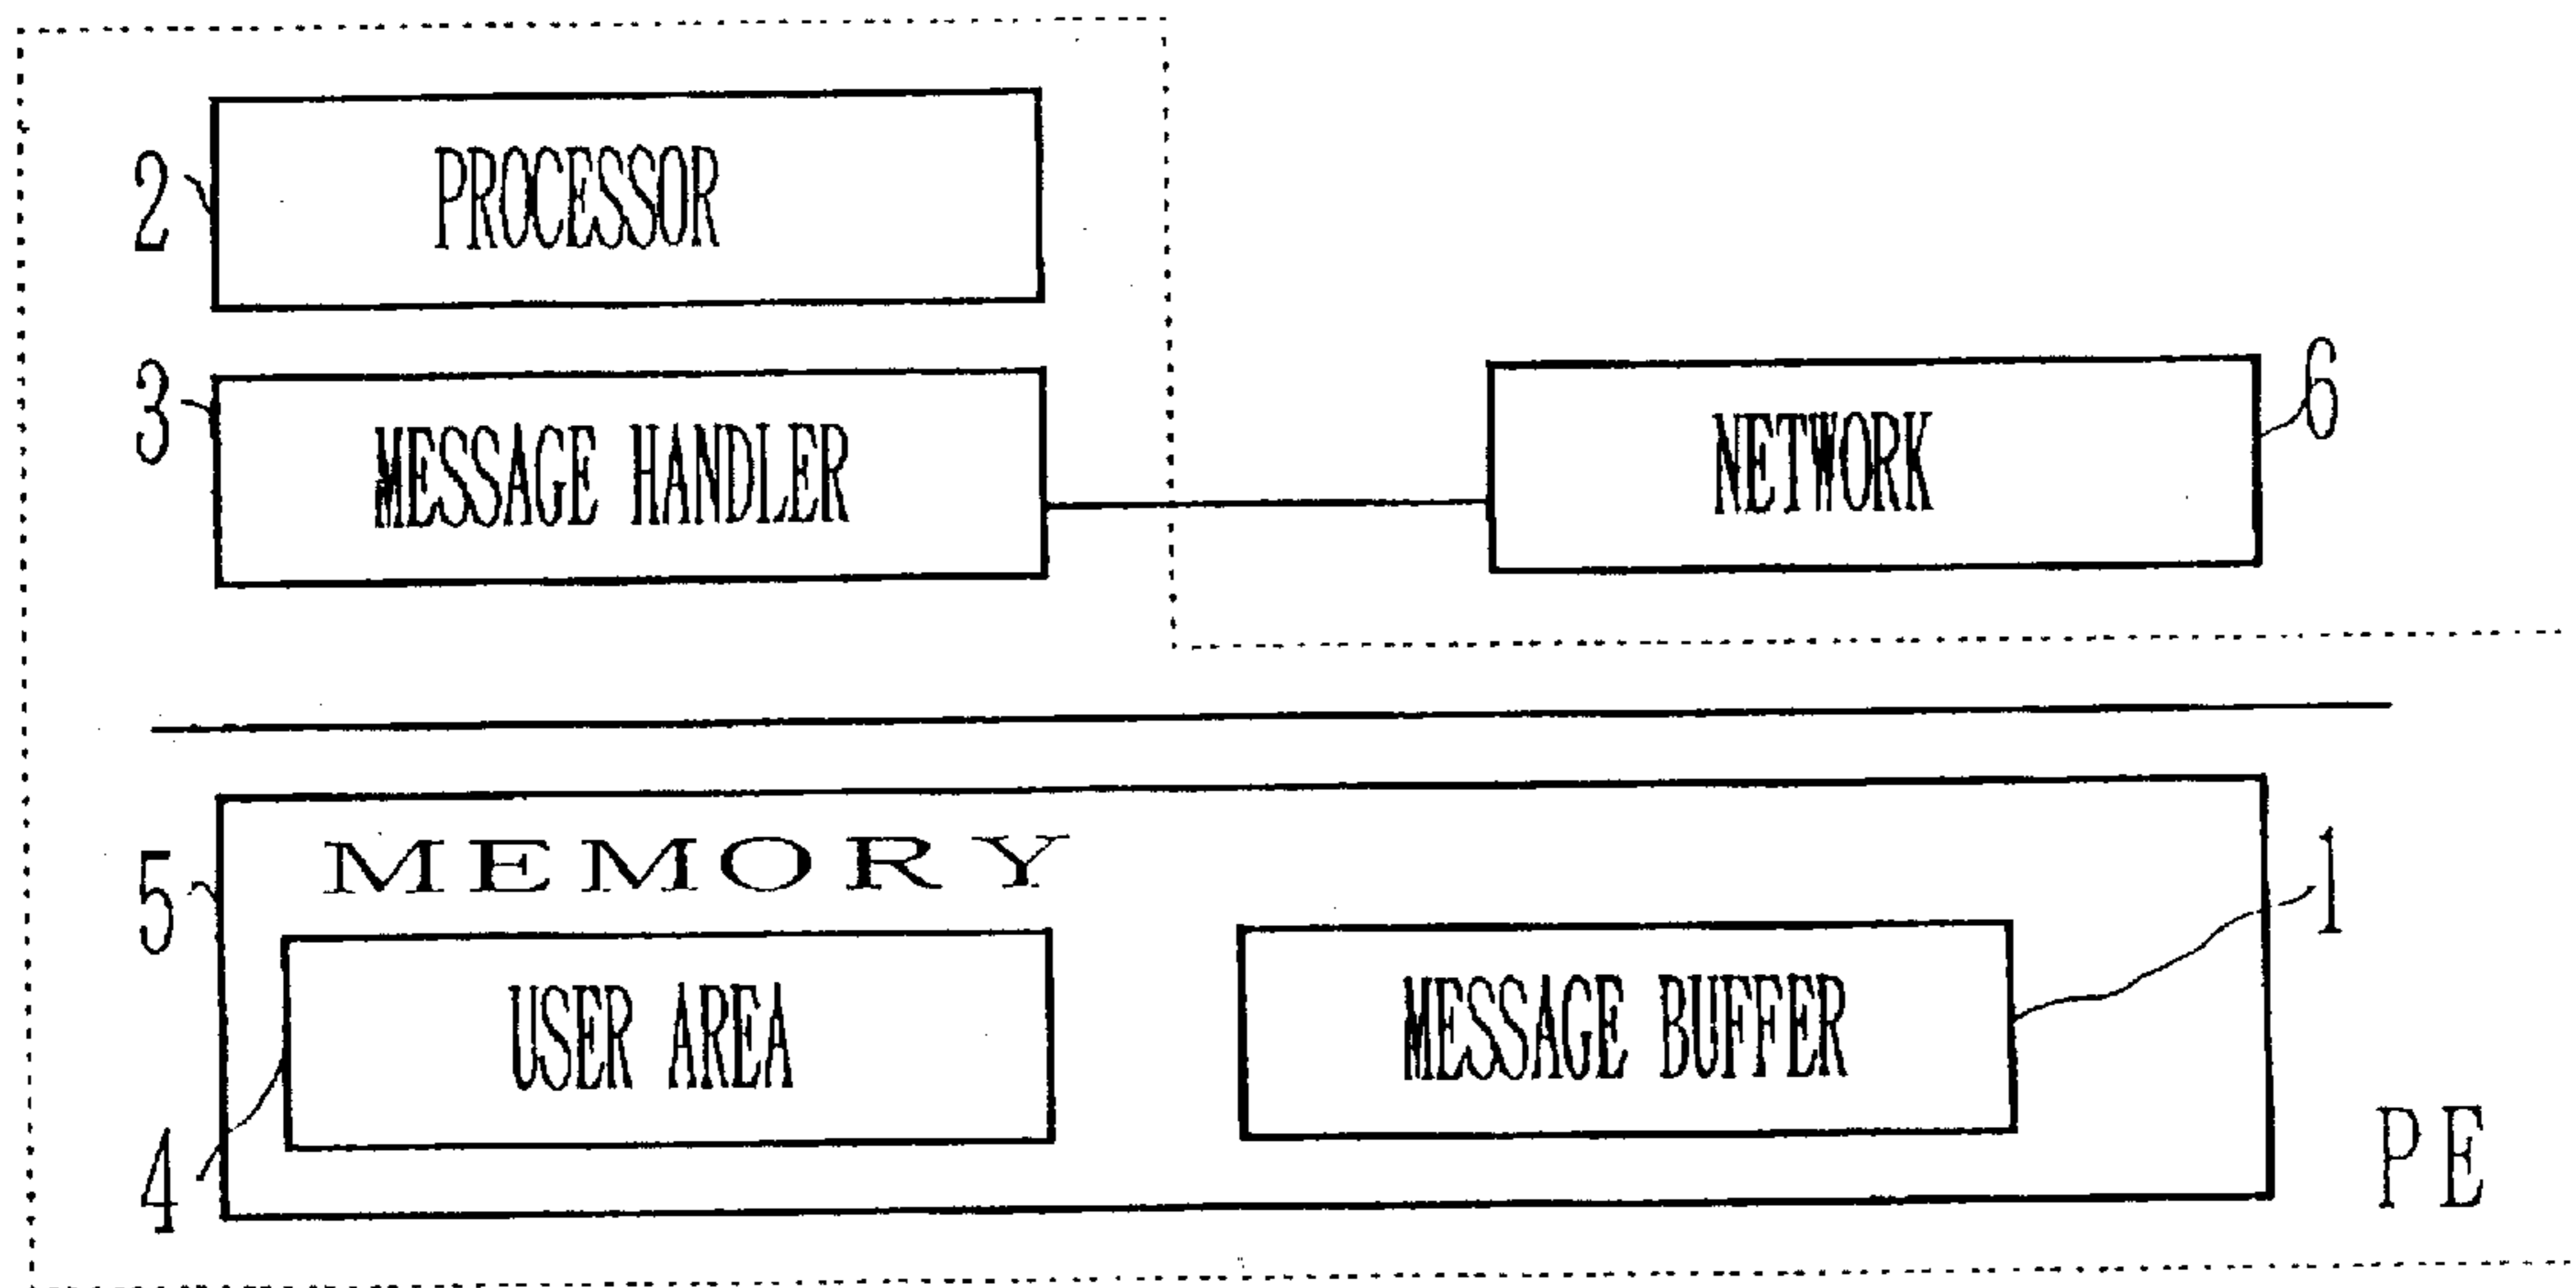 2
PROCESSOR
3
MESSAGE HANDLER
NETWORK
6
5
MEMORY
1
USER AREA
MESSAGE BUFFER
4
PE